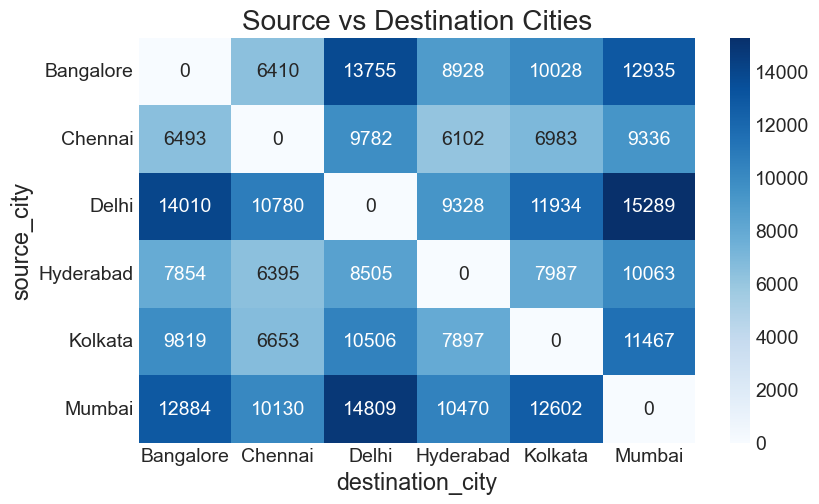 Source vs Destination Cities
Bangalore 0 6410 13755 8928 10028 12935
Chennai 6493 0 9782 6102 6983 9336
Delhi 14010 10780 0 9328 11934 15289
Hyderabad 7854 6395 8505 0 7987 10063
Kolkata 9819 6653 10506 7897 0 11467
Mumbai 12884 10130 14809 10470 12602 0
Bangalore Chennai Delhi Hyderabad Kolkata Mumbai
destination_city
source_city
14000
12000
10000
8000
6000
4000
2000
0